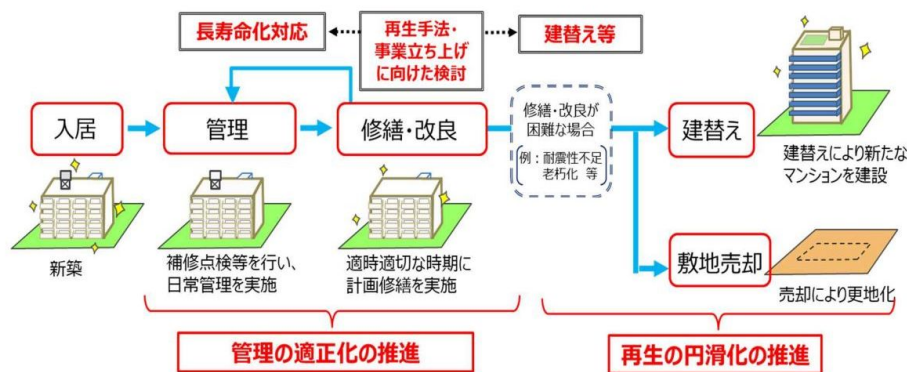 長寿命化対応
再生手法・
事業立ち上げ
に向けた検討
建替え等
入居
管理
修繕・改良
修繕・改良が
困難な場合
例：耐震性不足
老朽化 等
建替え
建替えにより新たな
マンションを建設
新築
補修点検等を行い、
日常管理を実施
適時適切な時期に
計画修繕を実施
敷地売却
売却により更地化
管理の適正化の推進
再生の円滑化の推進